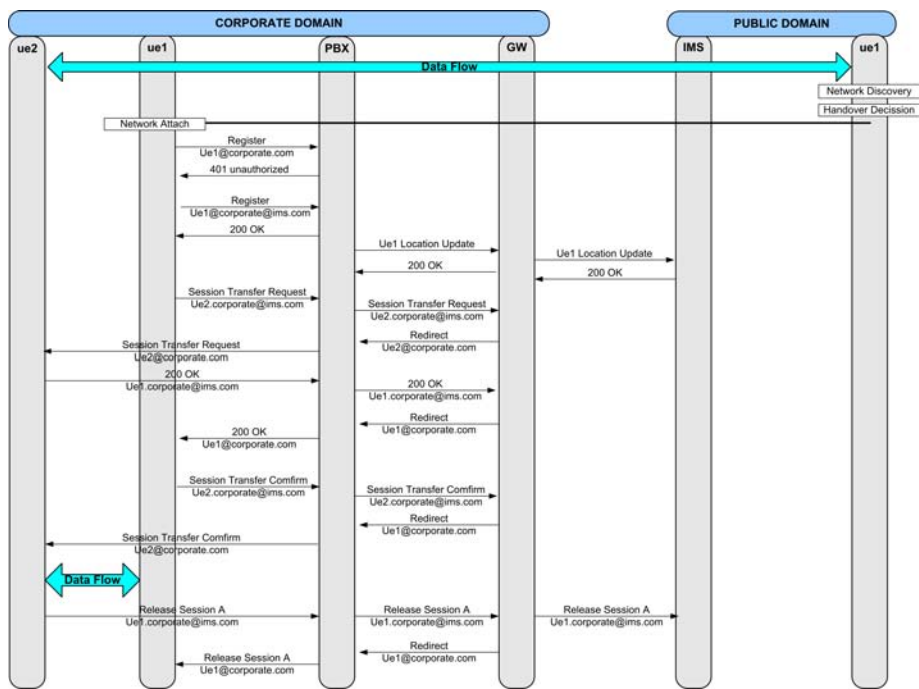 CORPORATE DOMAIN
PUBLIC DOMAIN
ue2
ue1
PBX
GW
IMS
ue1
Data Flow
Network Discovery
Handover Decission
Network Attach
Register
Ue1@corporate.com
401 unauthorized
Register
Ue1@corporate@ims.com
200 OK
Ue1 Location Update
Ue1 Location Update
200 OK
200 OK
Session Transfer Request
Ue2.corporate@ims.com
Session Transfer Request
Ue2.corporate@ims.com
Redirect
Ue2@corporate.com
Session Transfer Request
Ue2@corporate.com
200 OK
Ue1.corporate@ims.com
200 OK
Ue1.corporate@ims.com
Redirect
Ue1@corporate.com
200 OK
Ue1@corporate.com
Session Transfer Comfirm
Ue2.corporate@ims.com
Session Transfer Comfirm
Ue2.corporate@ims.com
Redirect
Ue1@corporate.com
Session Transfer Comfirm
Ue2@corporate.com
Data Flow
Release Session A
Ue1.corporate@ims.com
Release Session A
Ue1.corporate@ims.com
Release Session A
Ue1.corporate@ims.com
Redirect
Ue1@corporate.com
Release Session A
Ue1@corporate.com